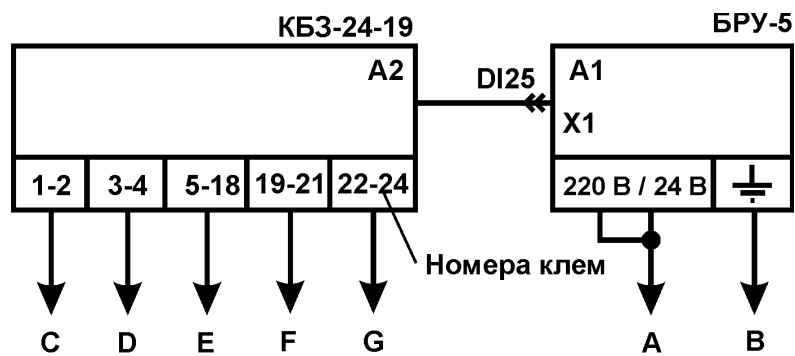 КБЗ-24-19
БРУ-5
A2
DI25
A1
X1
1-2
3-4
5-18
19-21
22-24
220 В / 24 В
Номера клем
C
D
E
F
G
A
B